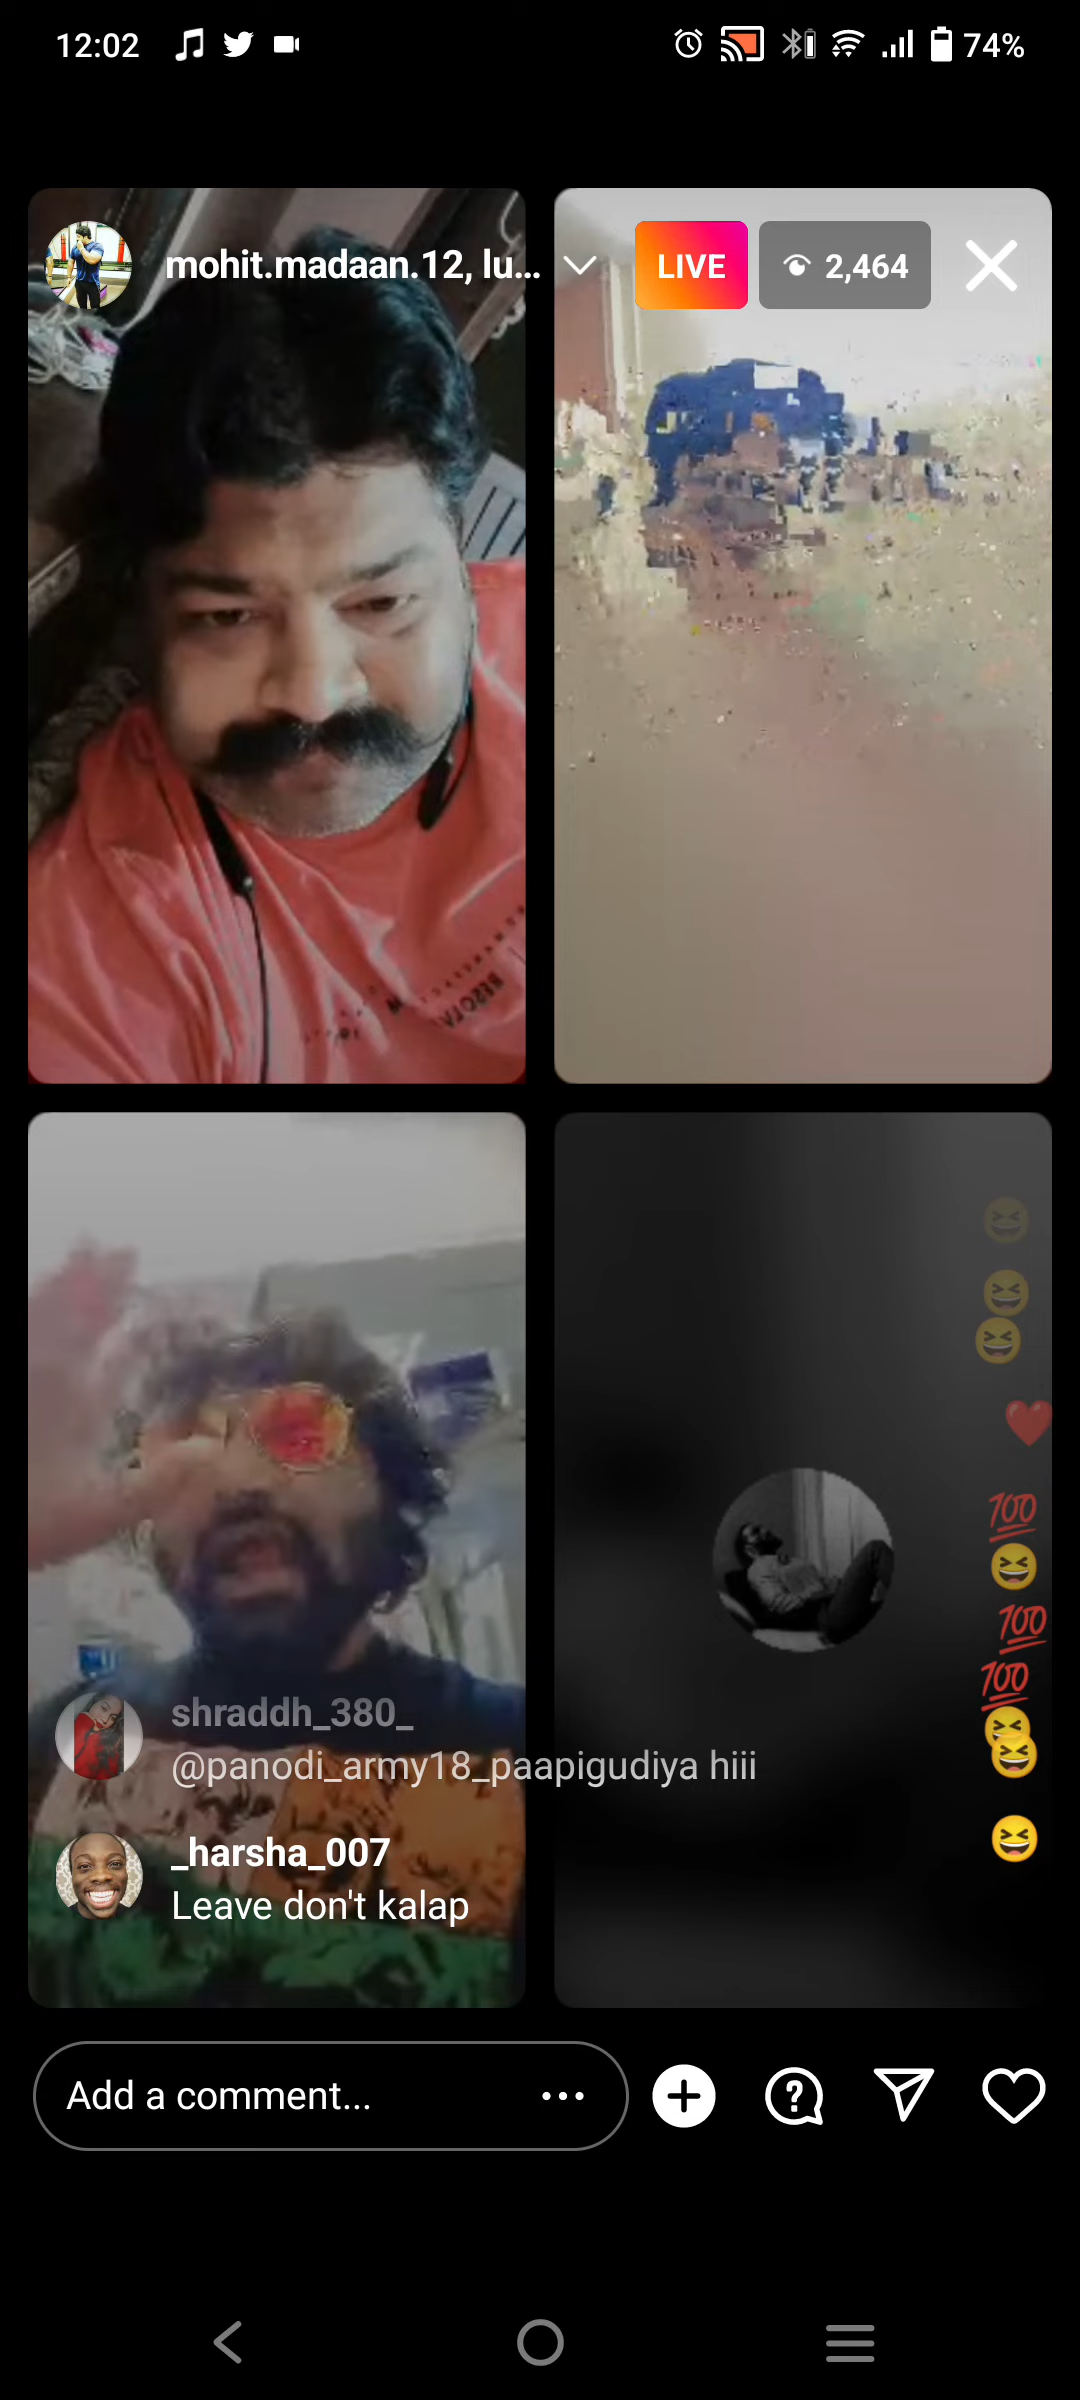 12:02 74%
mohit.madaan.12, lu... LIVE 2,464
shraddh_380_
@panodi_army18_paapigudiya hiii
_harsha_007
Leave don't kalap
Add a comment...